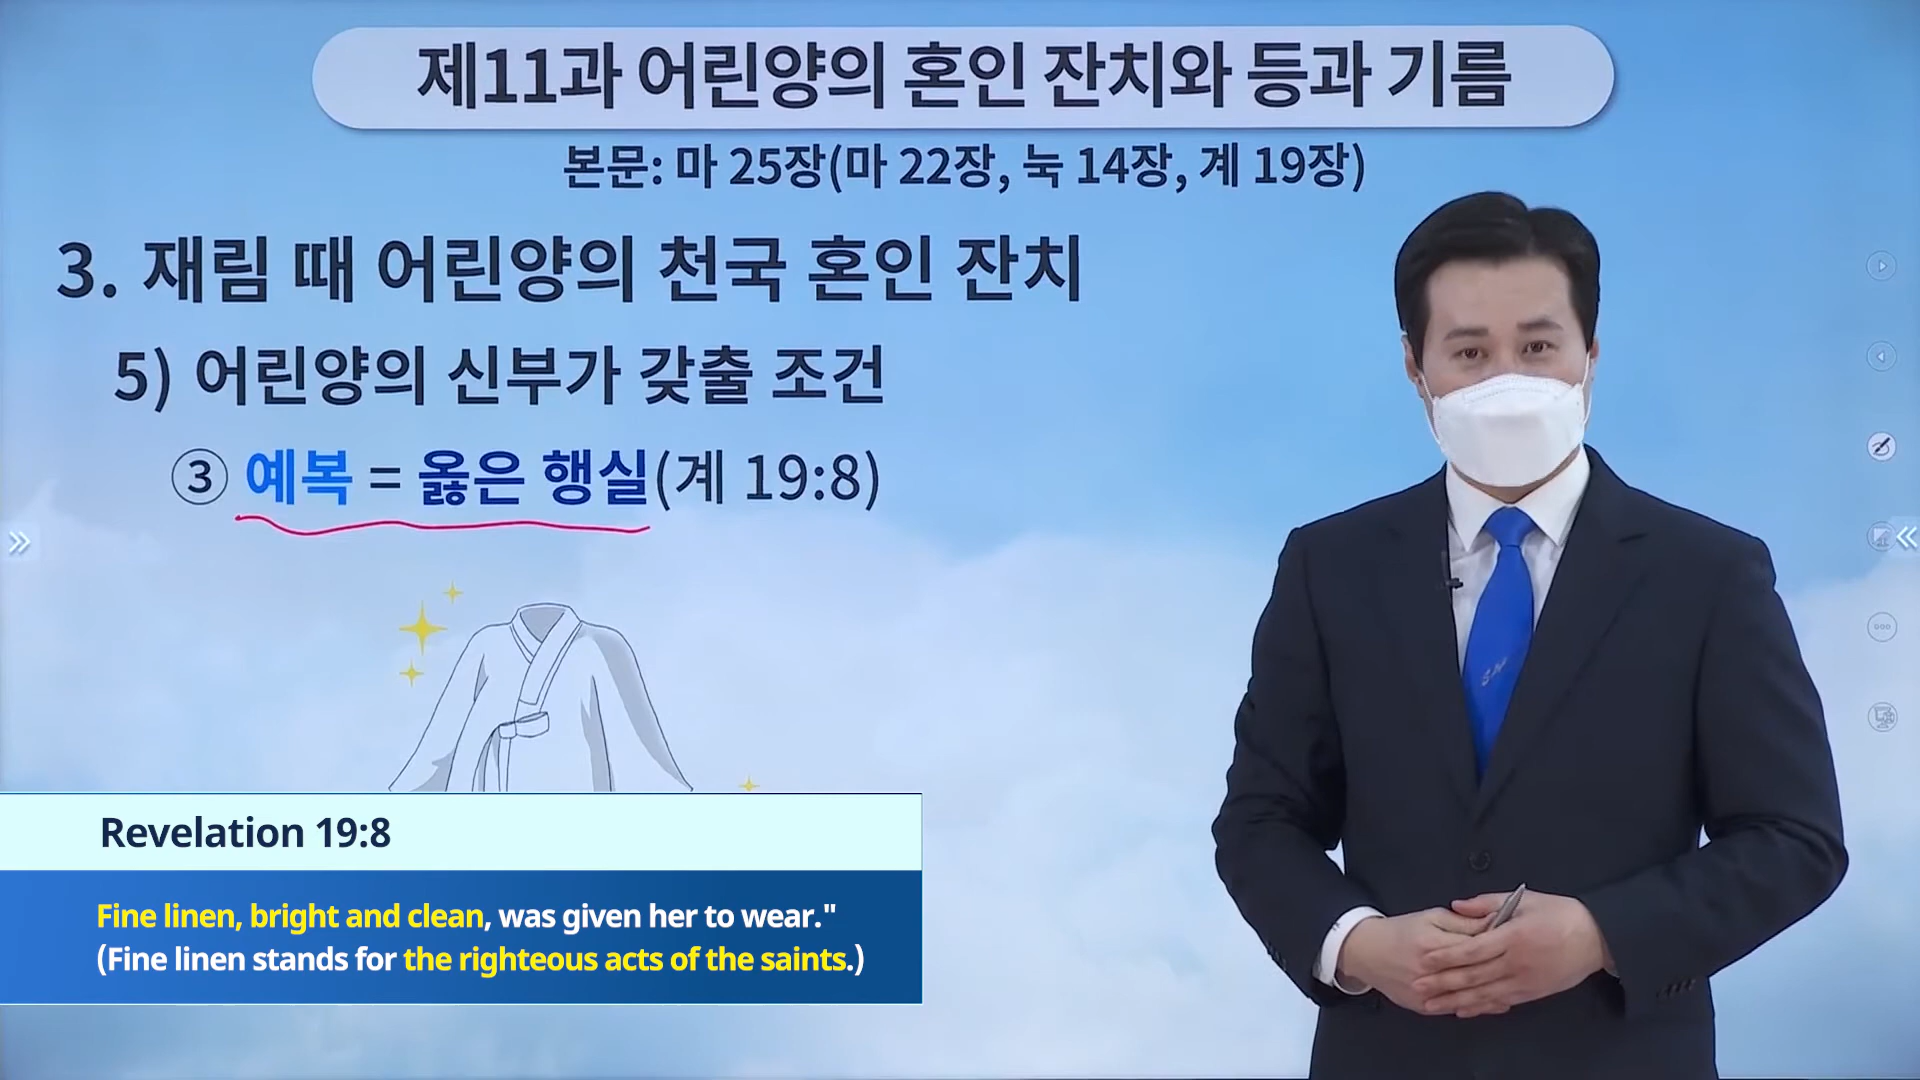 제11과 어린양의 혼인 잔치와 등과 기름
본문: 마 25장(마 22장, 눅 14장, 계 19장)
3. 재림 때 어린양의 천국 혼인 잔치
5) 어린양의 신부가 갖출 조건
③ 예복 = 옳은 행실(계 19:8)
Revelation 19:8
Fine linen, bright and clean, was given her to wear."
(Fine linen stands for the righteous acts of the saints.)